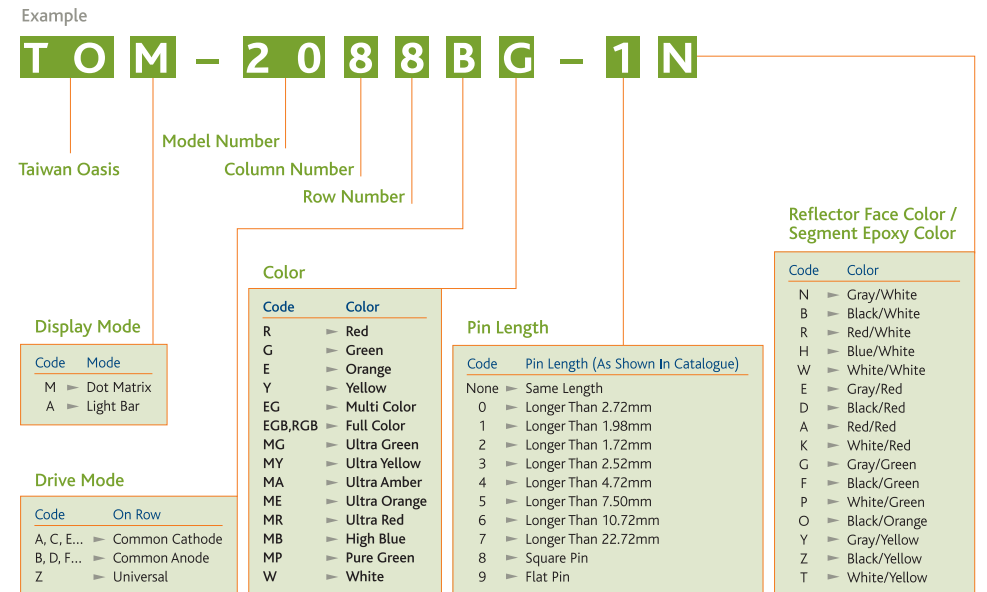 Example
T O M – 2 0 8 8 B G – 1 N
Model Number
Taiwan Oasis
Column Number
Row Number
Reflector Face Color /
Segment Epoxy Color
Code Color
N ► Gray/White
B ► Black/White
R ► Red/White
H ► Blue/White
W ► White/White
E ► Gray/Red
D ► Black/Red
A ► Red/Red
K ► White/Red
G ► Gray/Green
F ► Black/Green
P ► White/Green
O ► Black/Orange
Y ► Gray/Yellow
Z ► Black/Yellow
T ► White/Yellow
Color
Code Color
R ► Red
G ► Green
E ► Orange
Y ► Yellow
EG ► Multi Color
EGB,RGB ► Full Color
MG ► Ultra Green
MY ► Ultra Yellow
MA ► Ultra Amber
ME ► Ultra Orange
MR ► Ultra Red
MB ► High Blue
MP ► Pure Green
W ► White
Pin Length
Code Pin Length (As Shown In Catalogue)
None ► Same Length
0 ► Longer Than 2.72mm
1 ► Longer Than 1.98mm
2 ► Longer Than 1.72mm
3 ► Longer Than 2.52mm
4 ► Longer Than 4.72mm
5 ► Longer Than 7.50mm
6 ► Longer Than 10.72mm
7 ► Longer Than 22.72mm
8 ► Square Pin
9 ► Flat Pin
Display Mode
Code Mode
M ► Dot Matrix
A ► Light Bar
Drive Mode
Code On Row
A, C, E... ► Common Cathode
B, D, F... ► Common Anode
Z ► Universal